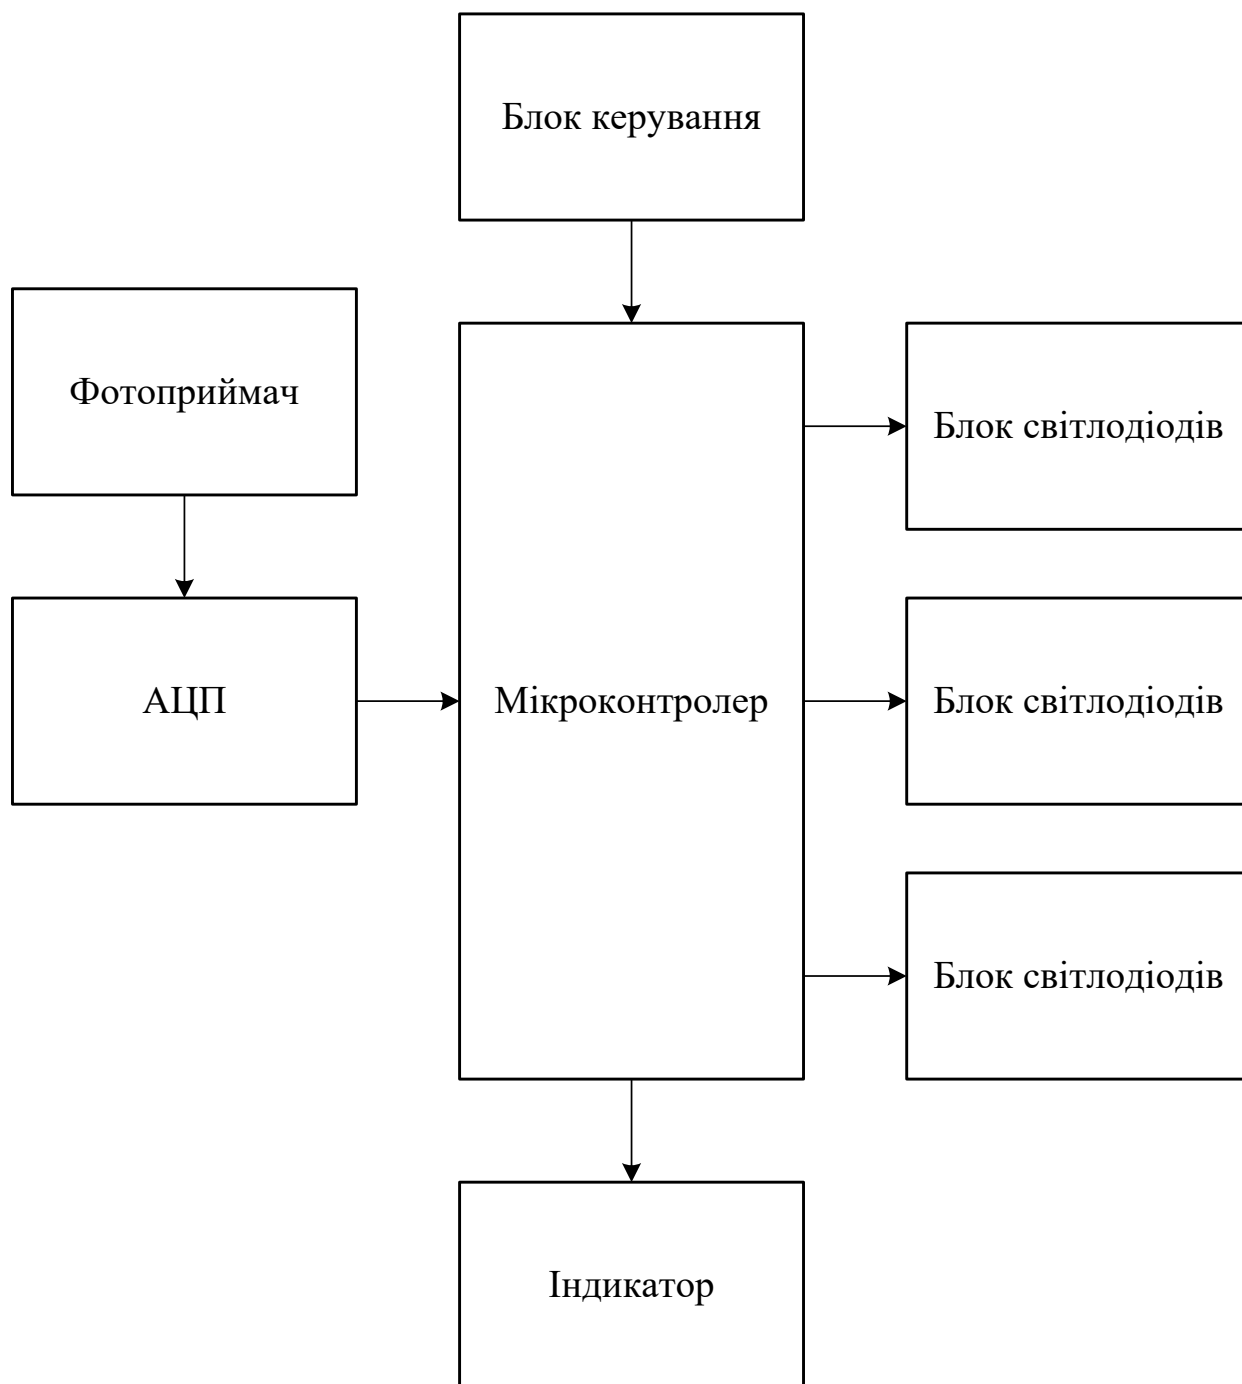 Блок керування
Фотоприймач
Блок світлодіодів
АЦП
Мікроконтролер
Блок світлодіодів
Блок світлодіодів
Індикатор